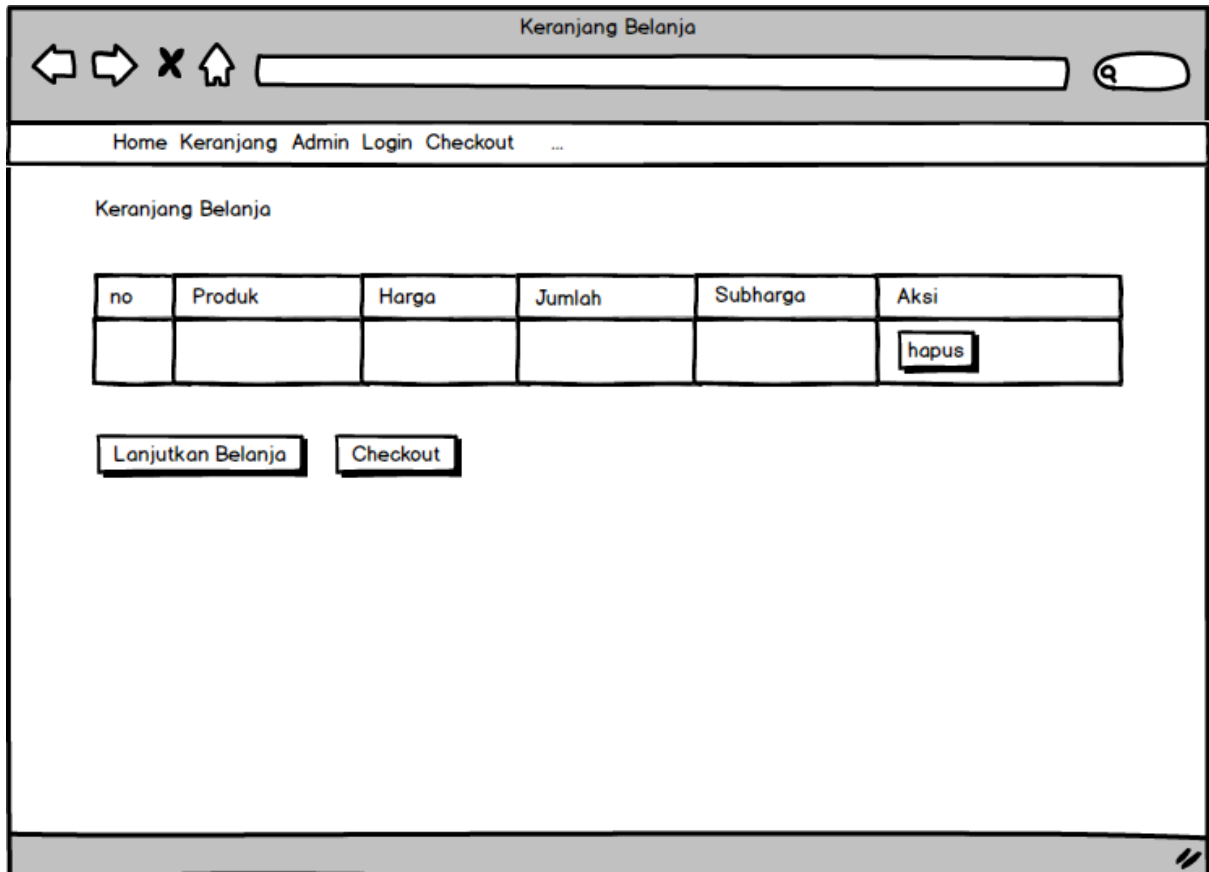 Keranjang Belanja
Home Keranjang Admin Login Checkout ...
Keranjang Belanja
no Produk Harga Jumlah Subharga Aksi
hapus
Lanjutkan Belanja Checkout